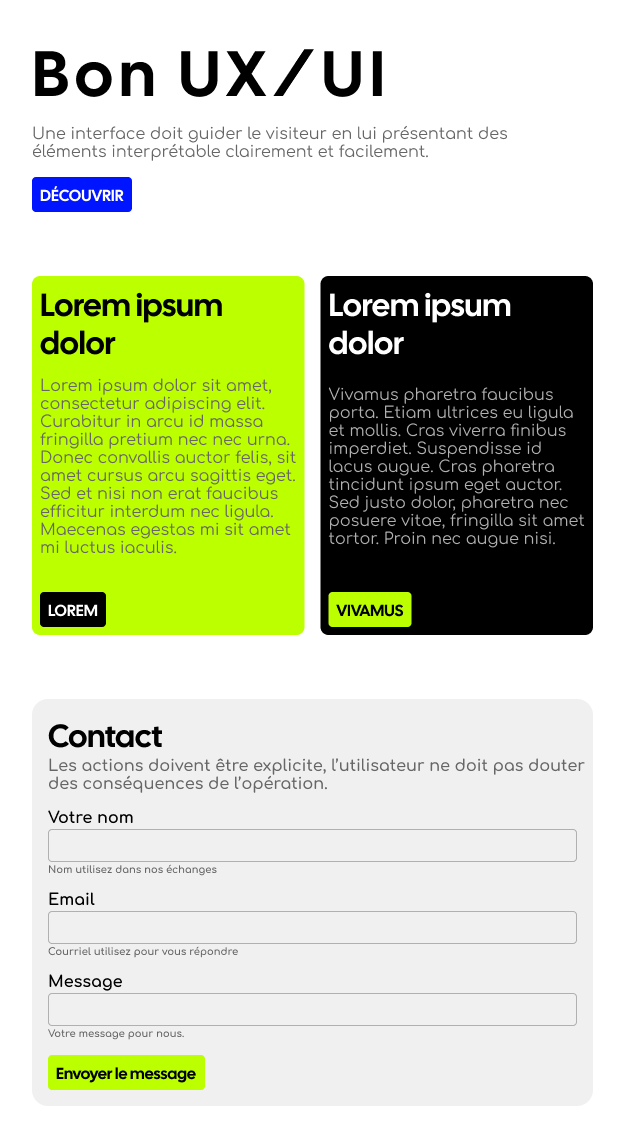 Bon UX/UI
Une interface doit guider le visiteur en lui présentant des
éléments interprétable clairement et facilement.
DÉCOUVRIR
Lorem ipsum
dolor
Lorem ipsum dolor sit amet,
consectetur adipiscing elit.
Curabitur in arcu id massa
fringilla pretium nec nec urna.
Donec convallis auctor felis, sit
amet cursus arcu sagittis eget.
Sed et nisi non erat faucibus
efficitur interdum nec ligula.
Maecenas egestas mi sit amet
mi luctus iaculis.
LOREM
Lorem ipsum
dolor
Vivamus pharetra faucibus
porta. Etiam ultrices eu ligula
et mollis. Cras viverra finibus
imperdiet. Suspendisse id
lacus augue. Cras pharetra
tincidunt ipsum eget auctor.
Sed justo dolor, pharetra nec
posuere vitae, fringilla sit amet
tortor. Proin nec augue nisi.
VIVAMUS
Contact
Les actions doivent être explicite, l’utilisateur ne doit pas douter
des conséquences de l’opération.
Votre nom
Nom utilisez dans nos échanges
Email
Courriel utilisez pour vous répondre
Message
Votre message pour nous.
Envoyer le message